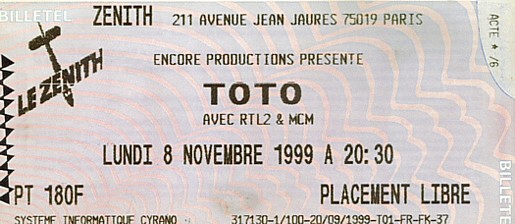 BILLETEL
ZENITH 211 AVENUE JEAN JAURES 75019 PARIS
ACTE * /6
LE ZENITH
ENCORE PRODUCTIONS PRESENTE
TOTO
AVEC RTL2 & MCM
LUNDI 8 NOVEMBRE 1999 A 20:30
PT 180F PLACEMENT LIBRE
BILLETEL
SYSTEME INFORMATIQUE CYRANO 317130-1/100-20/09/1999-T01-FR-FK-37